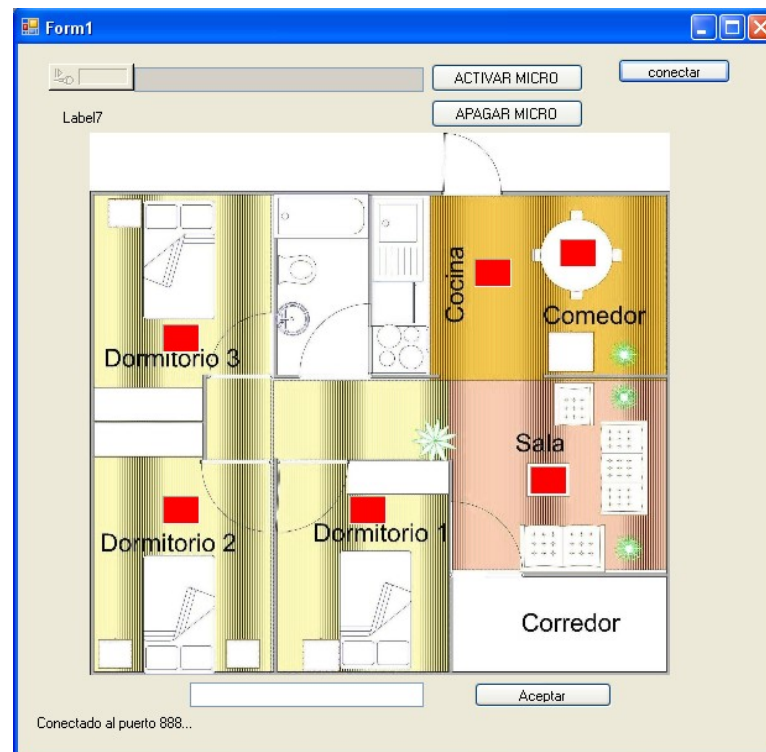 Form1
ACTIVAR MICRO
conectar
Label7
APAGAR MICRO
Cocina
Comedor
Dormitorio 3
Sala
Dormitorio 2
Dormitorio 1
Corredor
Aceptar
Conectado al puerto 888...